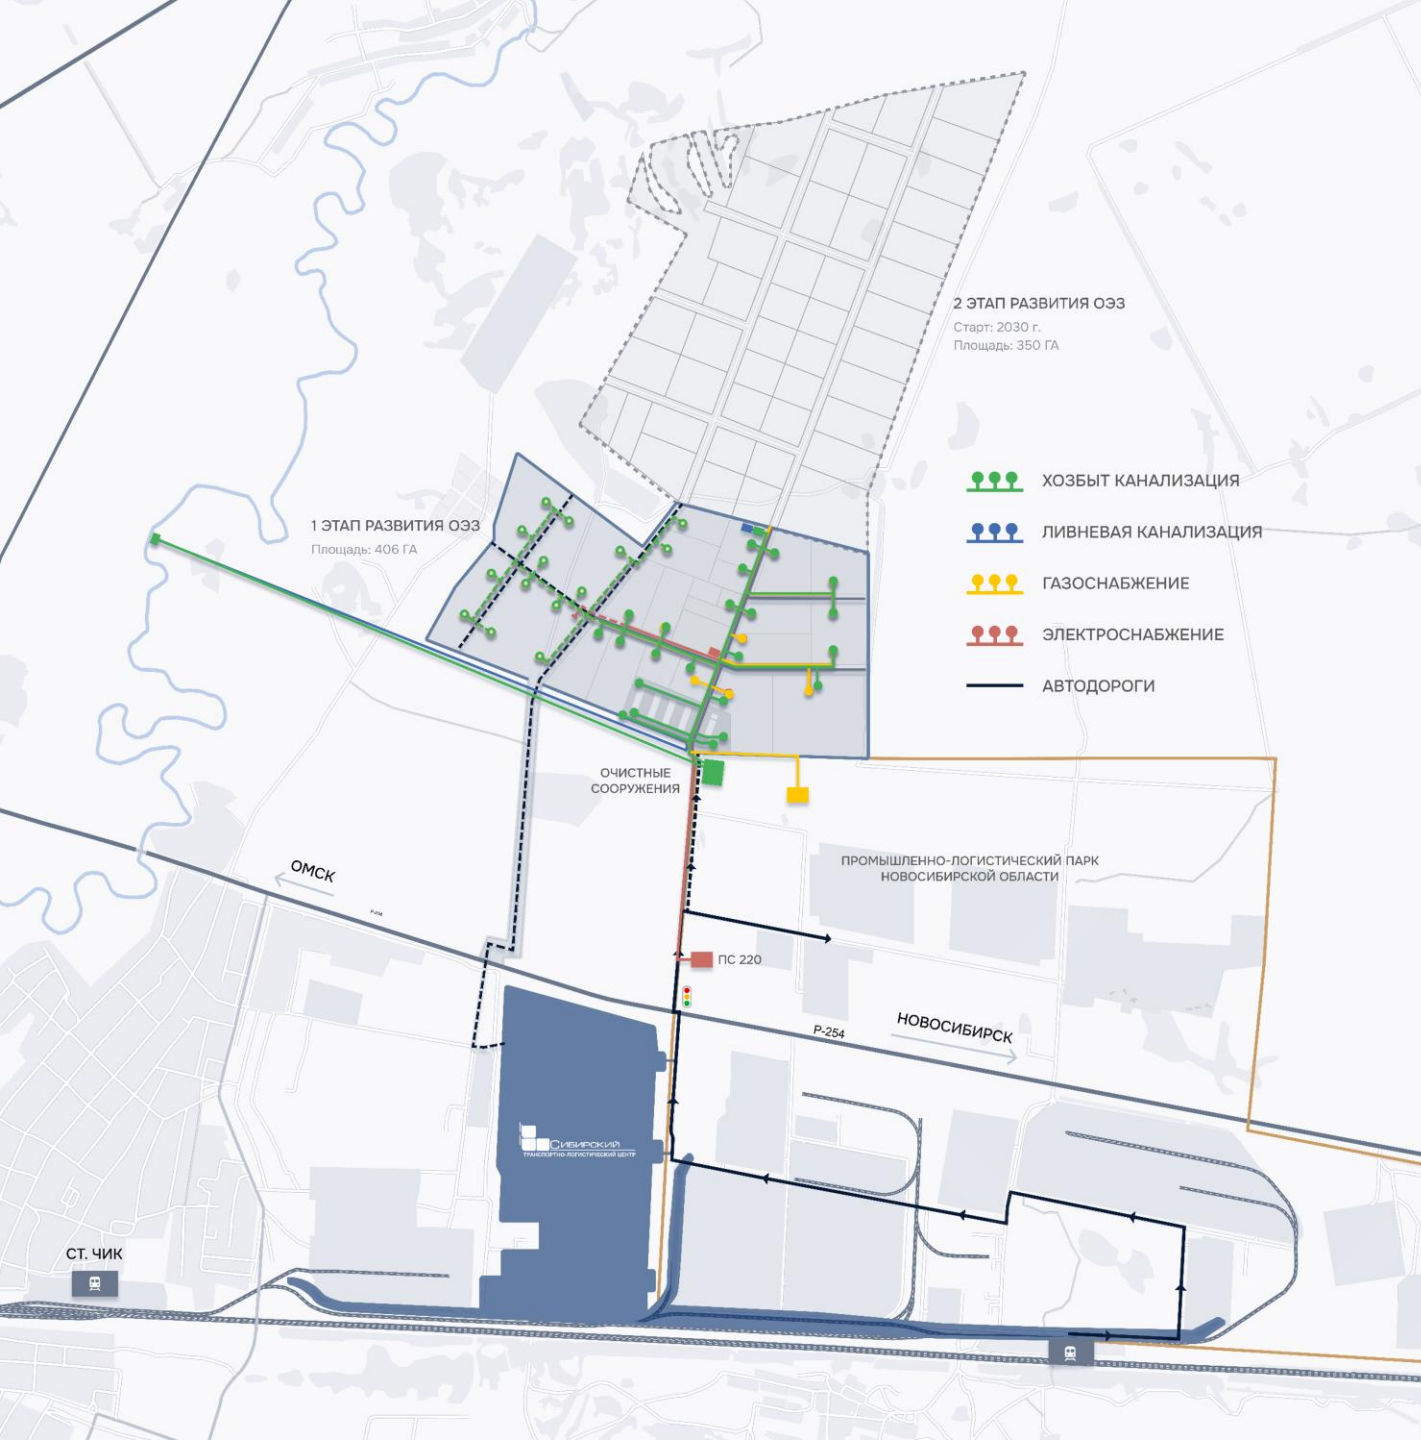 2 ЭТАП РАЗВИТИЯ ОЭЗ
Старт: 2030 г.
Площадь: 350 ГА
ХОЗБЫТ КАНАЛИЗАЦИЯ
ЛИВНЕВАЯ КАНАЛИЗАЦИЯ
ГАЗОСНАБЖЕНИЕ
ЭЛЕКТРОСНАБЖЕНИЕ
АВТОДОРОГИ
1 ЭТАП РАЗВИТИЯ ОЭЗ
Площадь: 406 ГА
ОЧИСТНЫЕ
СООРУЖЕНИЯ
ПРОМЫШЛЕННО-ЛОГИСТИЧЕСКИЙ ПАРК
НОВОСИБИРСКОЙ ОБЛАСТИ
ОМСК
Р-254
ПС 220
Р-254
НОВОСИБИРСК
СИБИРСКИЙ
ТРАНСПОРТНО-ЛОГИСТИЧЕСКИЙ ЦЕНТР
СТ. ЧИК